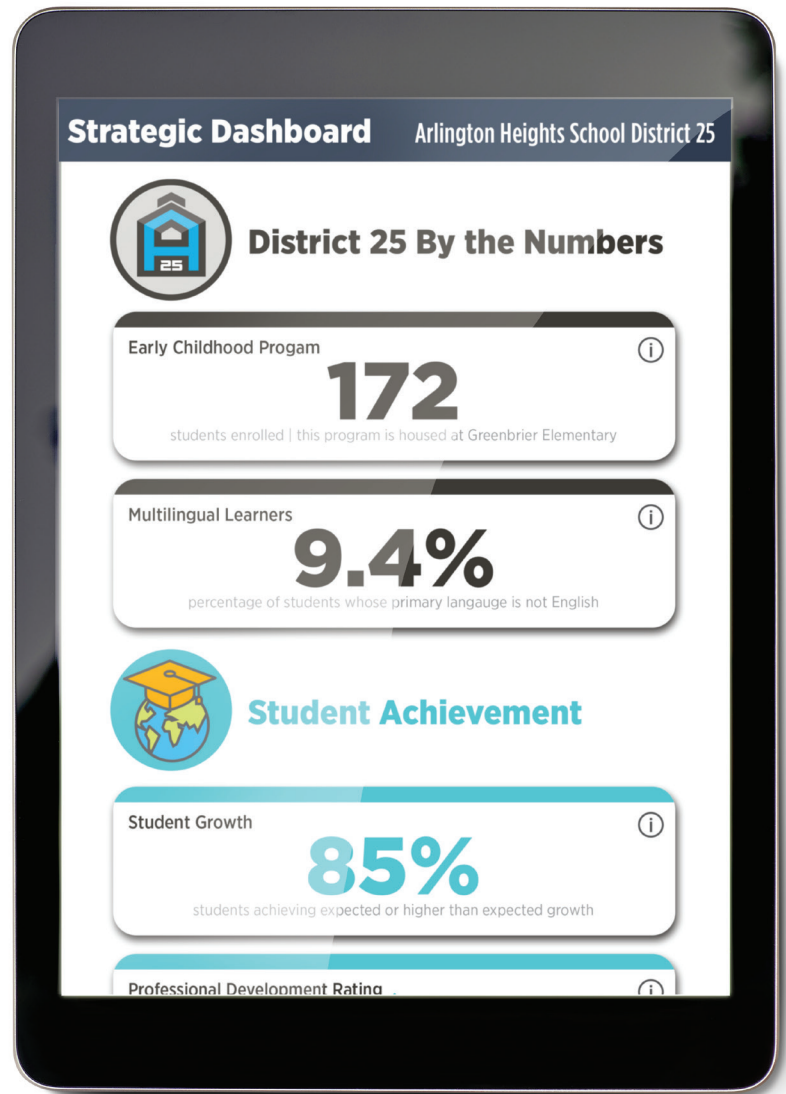 Strategic Dashboard Arlington Heights School District 25
25
District 25 By the Numbers
Early Childhood Progam
172
students enrolled | this program is housed at Greenbrier Elementary
Multilingual Learners
9.4%
percentage of students whose primary langauge is not English
Student Achievement
Student Growth
85%
students achieving expected or higher than expected growth
Professional Development Rating